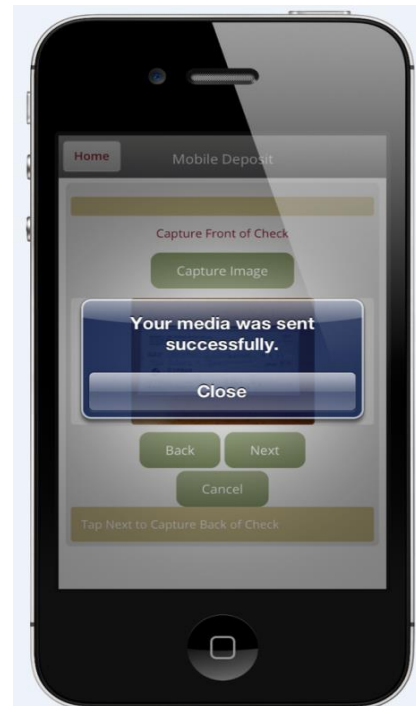 Home
Mobile Deposit
Capture Front of Check
Capture Image
Your media was sent
successfully.
Close
Back
Next
Cancel
Tap Next to Capture Back of Check